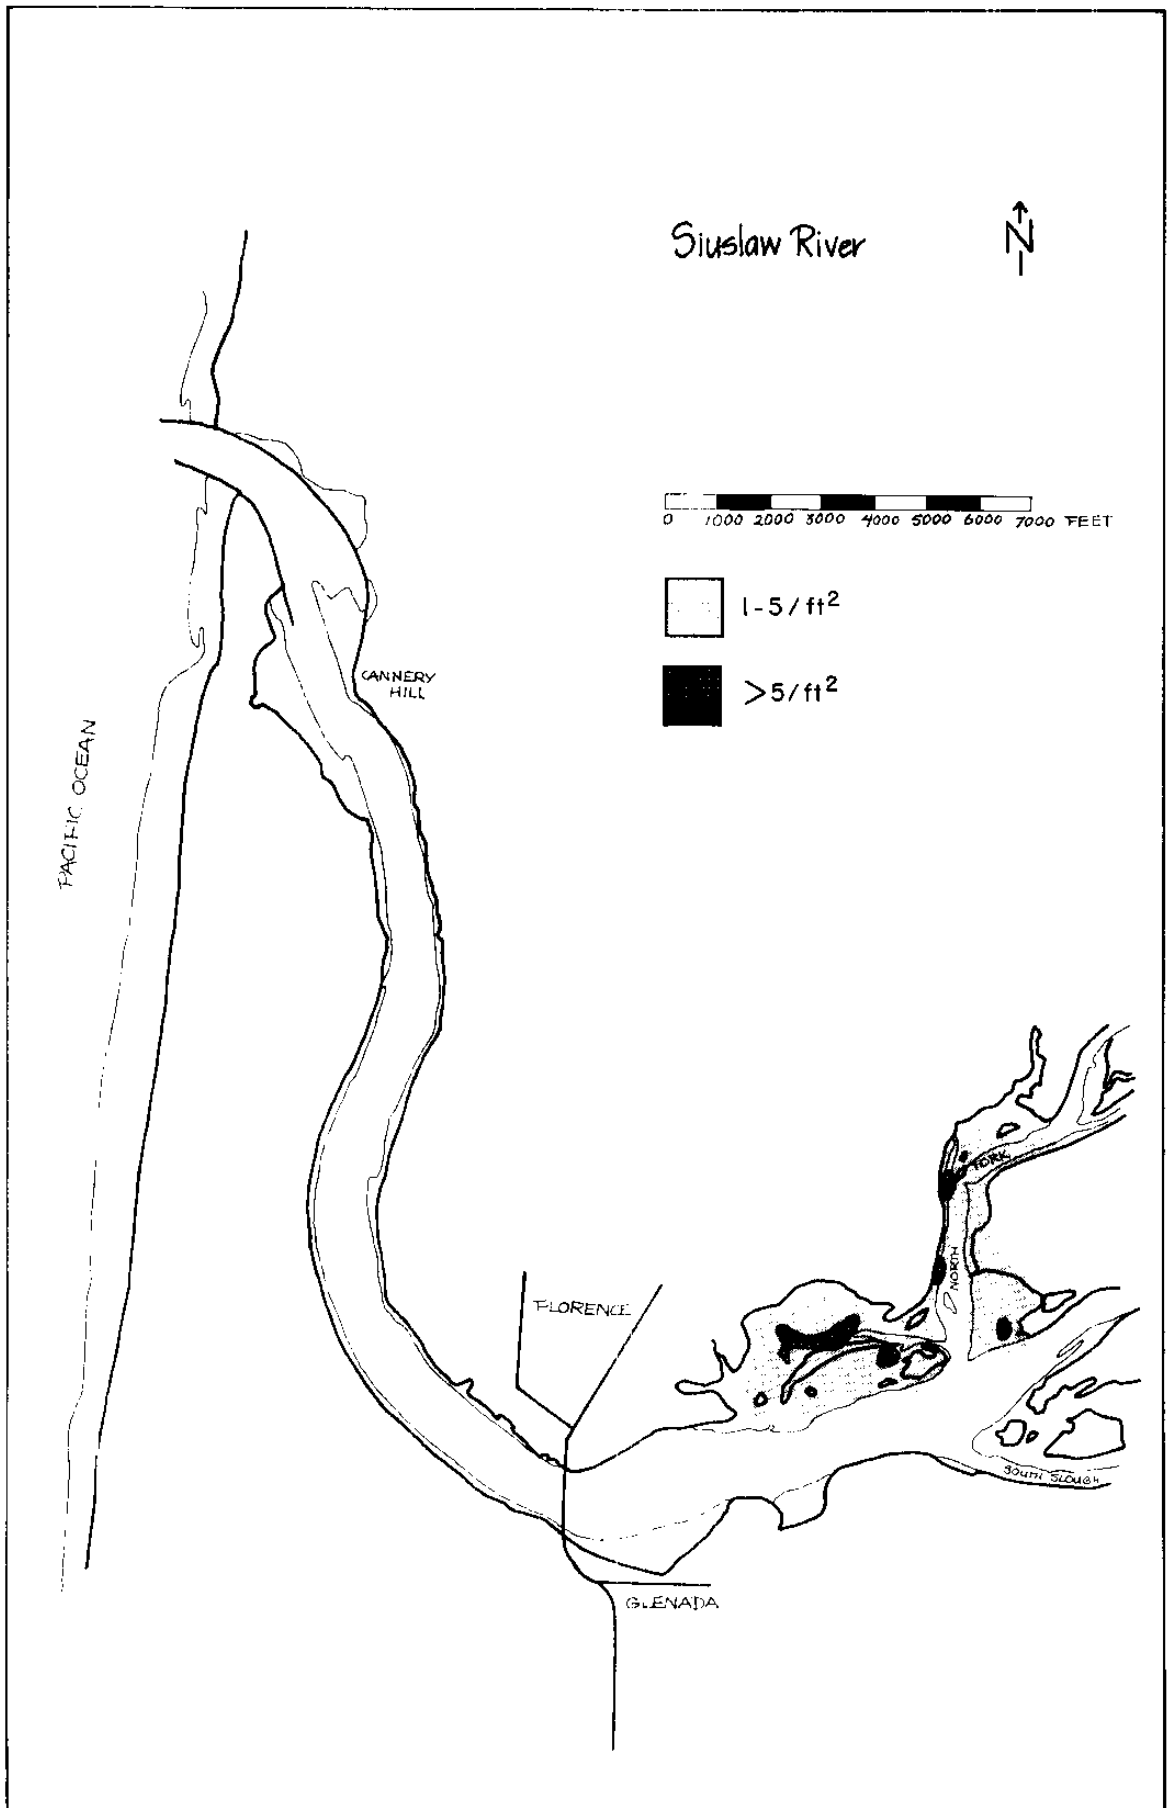 Siuslaw River
N
0 1000 2000 3000 4000 5000 6000 7000 FEET
1-5/ft²
>5/ft²
CANNERY
HILL
PACIFIC OCEAN
FORK
NORTH
FLORENCE
SOUTH SLOUGH
GLENADA